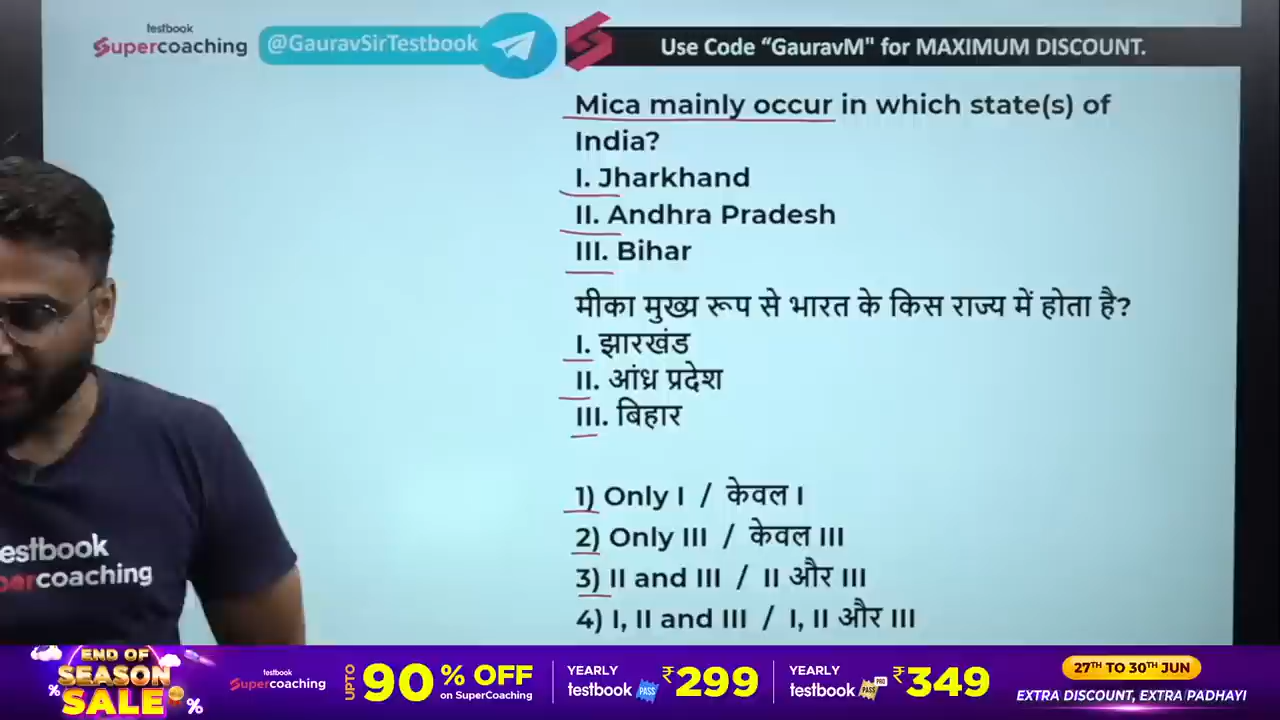 testbook
Supercoaching
@GauravSirTestbook
Use Code “GauravM" for MAXIMUM DISCOUNT.
Mica mainly occur in which state(s) of
India?
I. Jharkhand
II. Andhra Pradesh
III. Bihar
मीका मुख्य रूप से भारत के किस राज्य में होता है?
I. झारखंड
II. आंध्र प्रदेश
III. बिहार
1) Only I / केवल I
2) Only III / केवल III
3) II and III / II और III
4) I, II and III / I, II और III
estbook
percoaching
END OF
SEASON
SALE
%
%
testbook
Supercoaching
UPTO
90% OFF
on SuperCoaching
YEARLY
testbook PASS
₹299
YEARLY
testbook PASS PRO
₹349
27TH TO 30TH JUN
EXTRA DISCOUNT, EXTRA PADHAYI